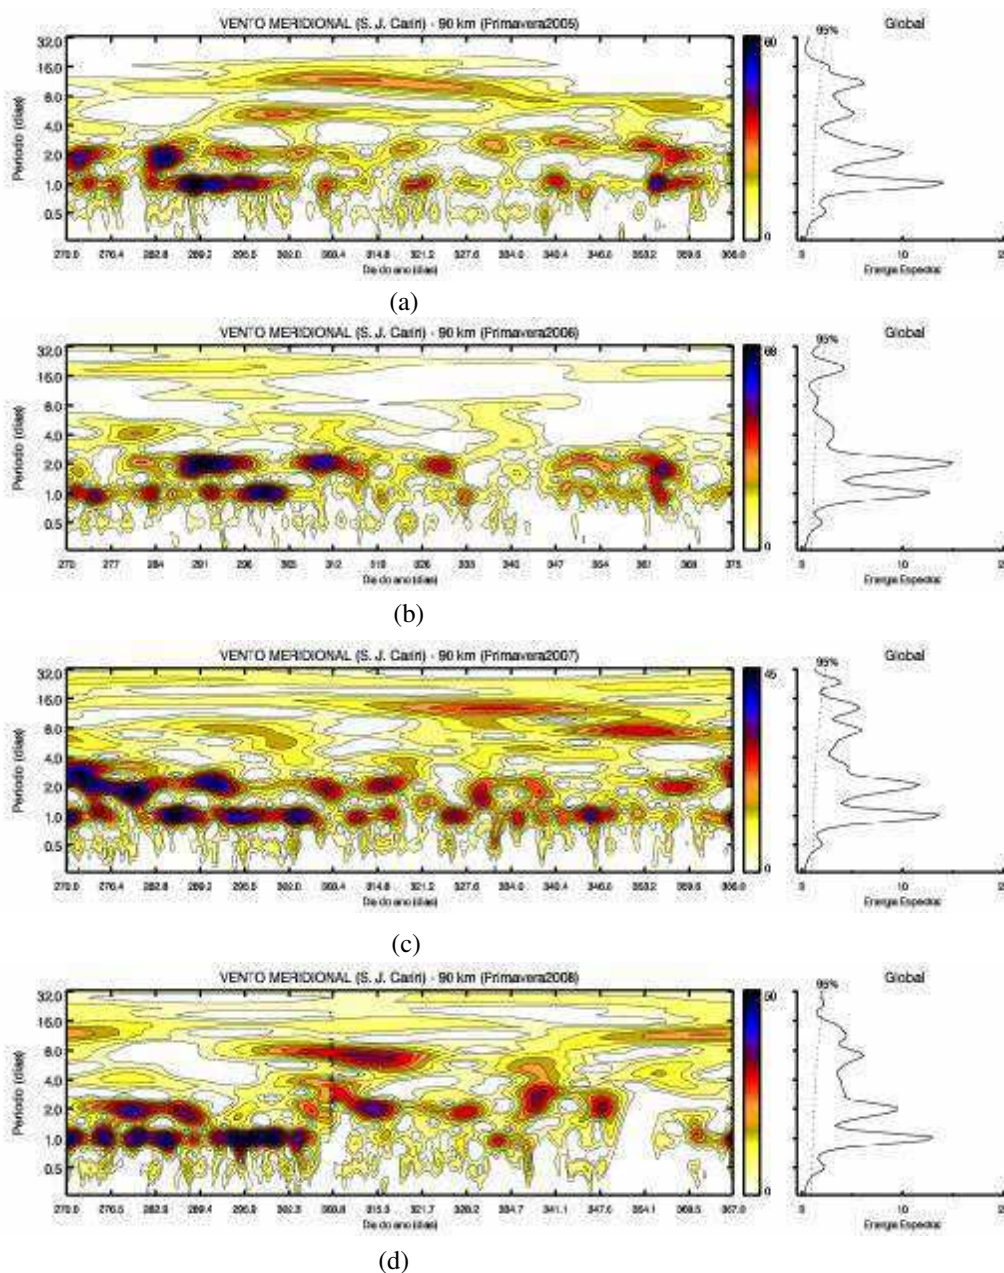 VENTO MERIDIONAL (S. J. Cariri) - 90 km (Primavera2005)
Global
95%
Período (dias)
32.0
16.0
8.0
4.0
2.0
1.0
0.5
60
0
270.0 276.4 282.8 289.2 295.6 302.0 308.4 314.8 321.2 327.6 334.0 340.4 346.8 353.2 359.6 366.0
Dia do ano (dias)
0 10
Energia Espectral
(a)
VENTO MERIDIONAL (S. J. Cariri) - 90 km (Primavera2006)
Global
95%
Período (dias)
32.0
16.0
8.0
4.0
2.0
1.0
0.5
68
0
270 277 284 291 298 305 312 319 326 333 340 347 354 361 368 375
Dia do ano (dias)
0 10
Energia Espectral
(b)
VENTO MERIDIONAL (S. J. Cariri) - 90 km (Primavera2007)
Global
95%
Período (dias)
32.0
16.0
8.0
4.0
2.0
1.0
0.5
45
0
270.0 276.4 282.8 289.2 295.6 302.0 308.4 314.8 321.2 327.6 334.0 340.4 346.8 353.2 359.6 366.0
Dia do ano (dias)
0 10
Energia Espectral
(c)
VENTO MERIDIONAL (S. J. Cariri) - 90 km (Primavera2008)
Global
95%
Período (dias)
32.0
16.0
8.0
4.0
2.0
1.0
0.5
50
0
270.0 276.5 282.9 289.4 295.9 302.3 308.8 315.3 321.7 328.2 334.7 341.1 347.6 354.1 360.5 367.0
Dia do ano (dias)
0 10
Energia Espectral
(d)